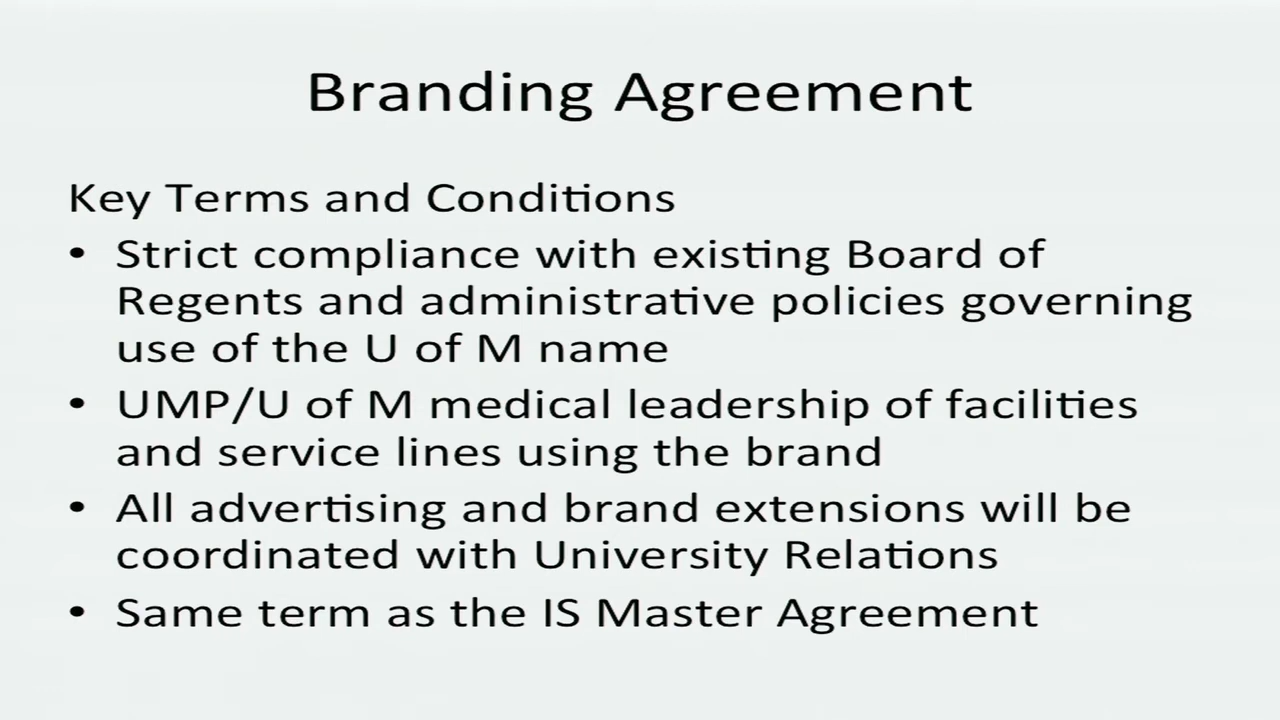 Branding Agreement
Key Terms and Conditions
• Strict compliance with existing Board of
Regents and administrative policies governing
use of the U of M name
• UMP/U of M medical leadership of facilities
and service lines using the brand
• All advertising and brand extensions will be
coordinated with University Relations
• Same term as the IS Master Agreement